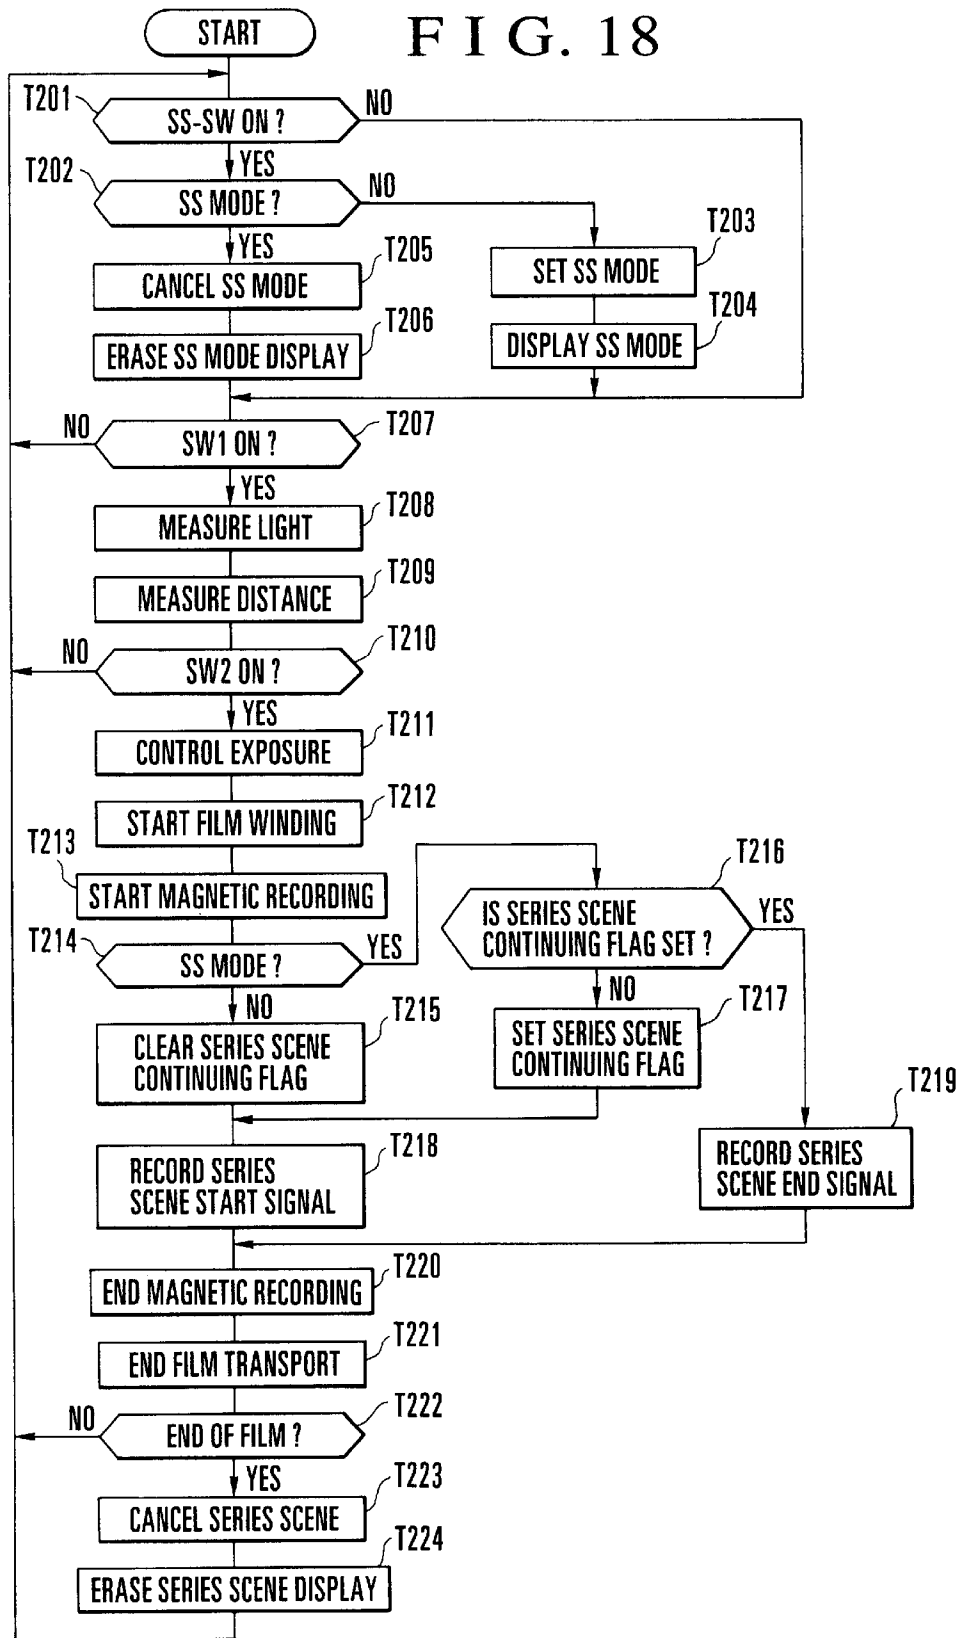 START
FIG. 18
T201
SS-SW ON ?
NO
YES
T202
SS MODE ?
NO
YES
T203
SET SS MODE
T205
CANCEL SS MODE
T204
DISPLAY SS MODE
T206
ERASE SS MODE DISPLAY
T207
NO
SW1 ON ?
YES
T208
MEASURE LIGHT
T209
MEASURE DISTANCE
T210
NO
SW2 ON ?
YES
T211
CONTROL EXPOSURE
T212
START FILM WINDING
T213
START MAGNETIC RECORDING
T216
IS SERIES SCENE
CONTINUING FLAG SET ?
YES
NO
T214
SS MODE ?
YES
NO
T215
CLEAR SERIES SCENE
CONTINUING FLAG
T217
SET SERIES SCENE
CONTINUING FLAG
T218
RECORD SERIES
SCENE START SIGNAL
T219
RECORD SERIES
SCENE END SIGNAL
T220
END MAGNETIC RECORDING
T221
END FILM TRANSPORT
T222
NO
END OF FILM ?
YES
T223
CANCEL SERIES SCENE
T224
ERASE SERIES SCENE DISPLAY